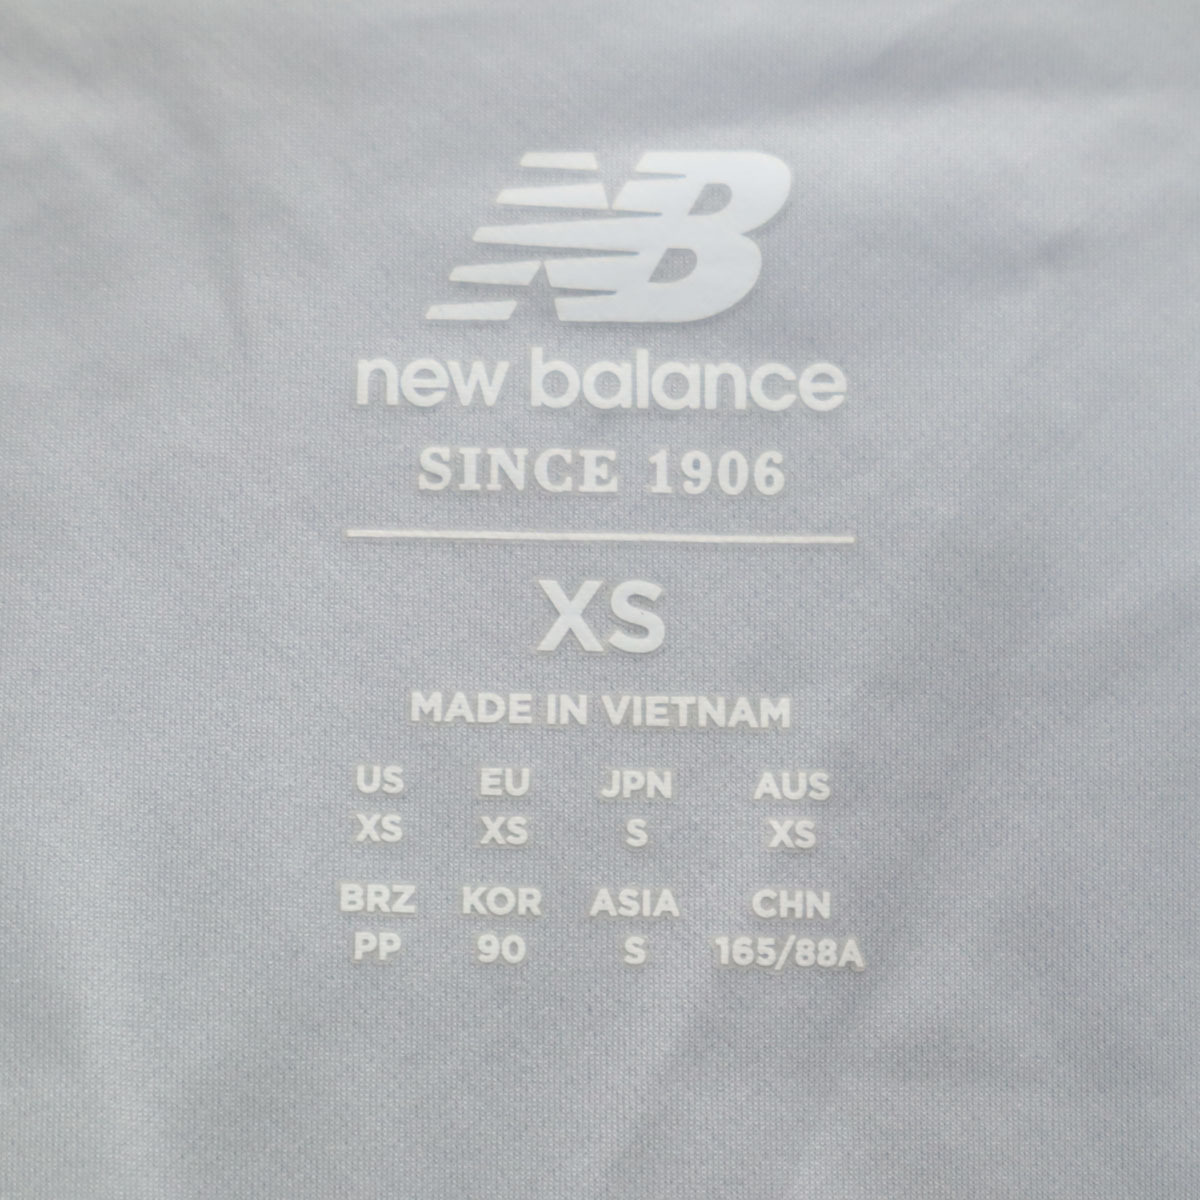 NB
new balance
SINCE 1906
XS
MADE IN VIETNAM
US EU JPN AUS
XS XS S XS
BRZ KOR ASIA CHN
PP 90 S 165/88A